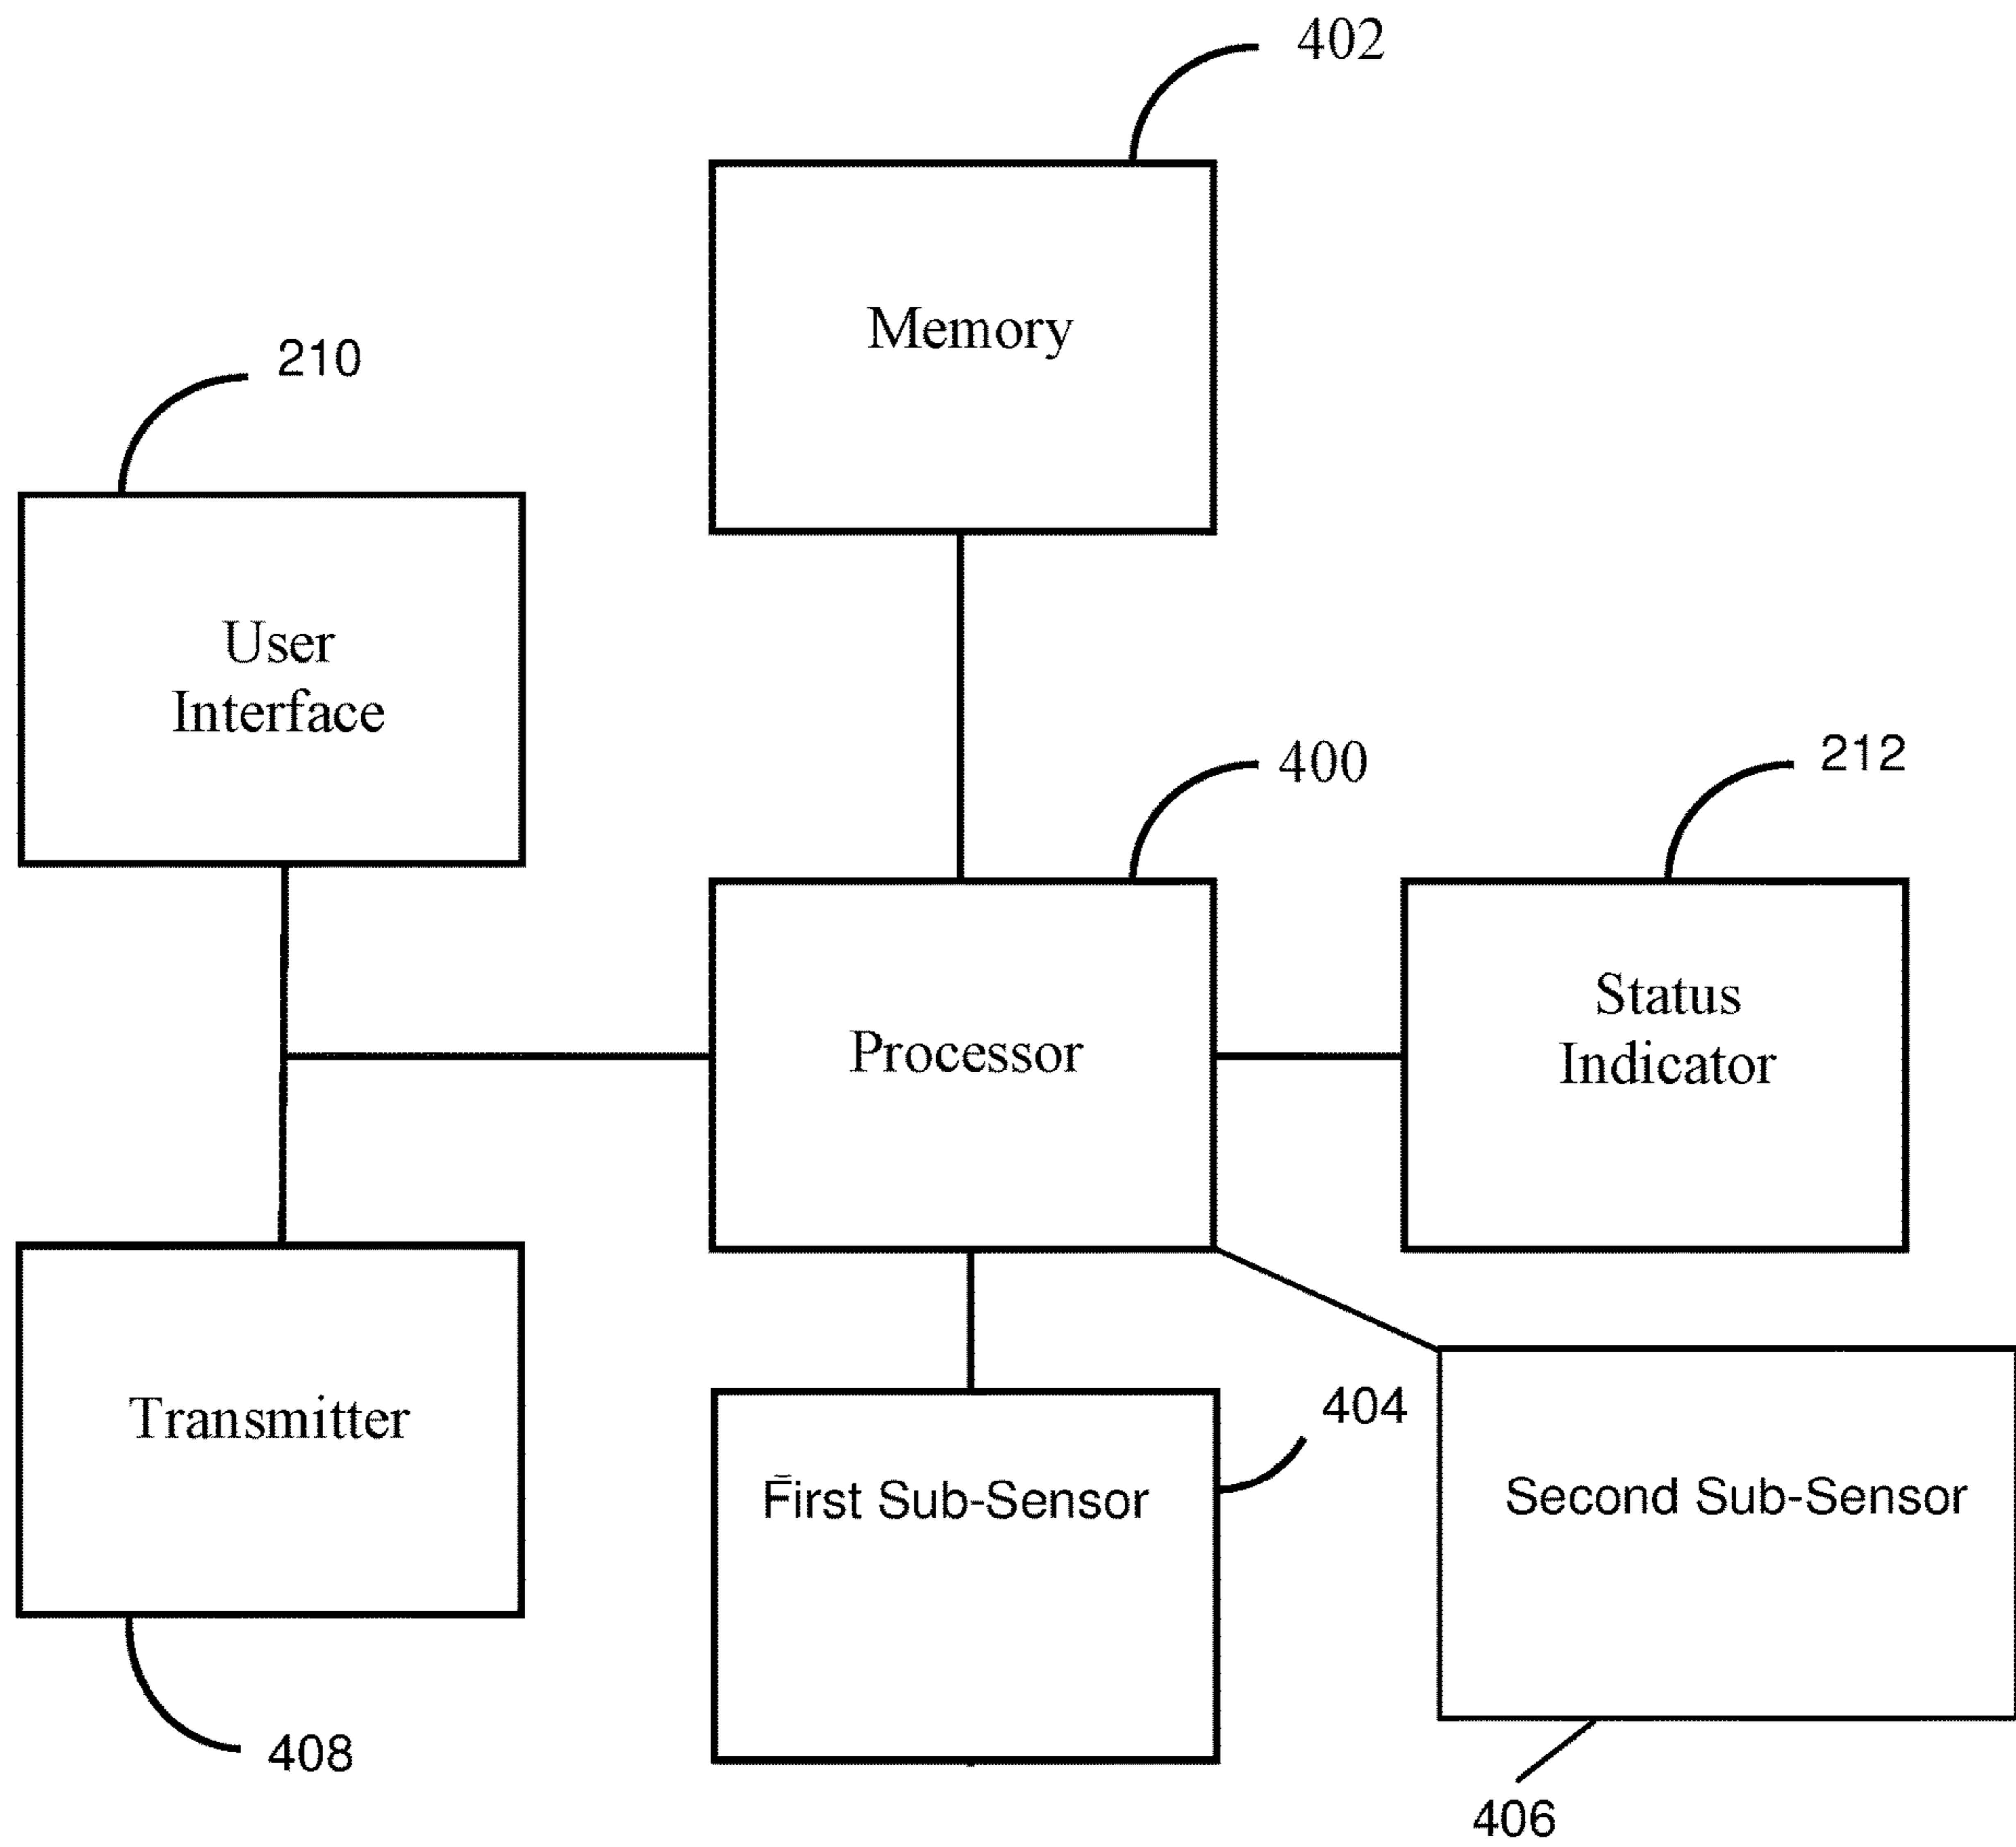 402
Memory
210
User
Interface
400
212
Processor
Status
Indicator
Transmitter
404
First Sub-Sensor
Second Sub-Sensor
408
406